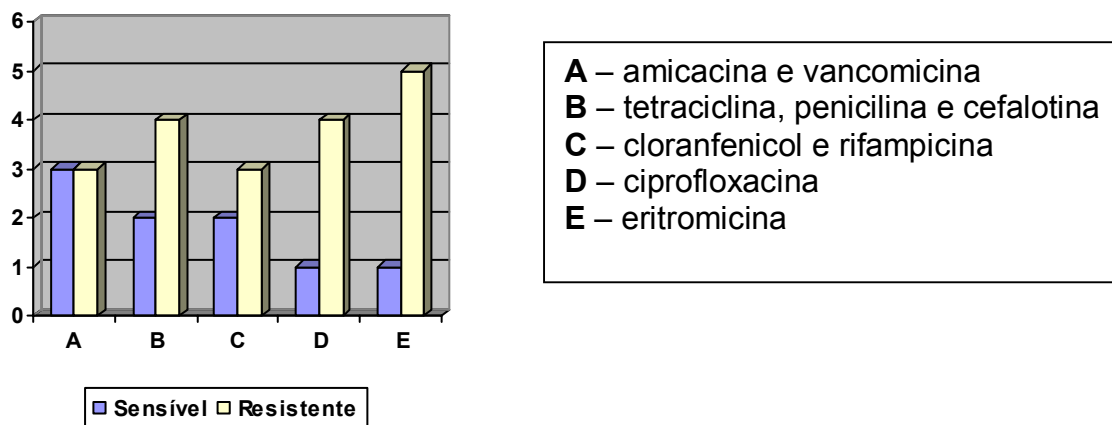 6
5
4
3
2
1
0
A B C D E
Sensível Resistente
A – amicacina e vancomicina
B – tetraciclina, penicilina e cefalotina
C – cloranfenicol e rifampicina
D – ciprofloxacina
E – eritromicina